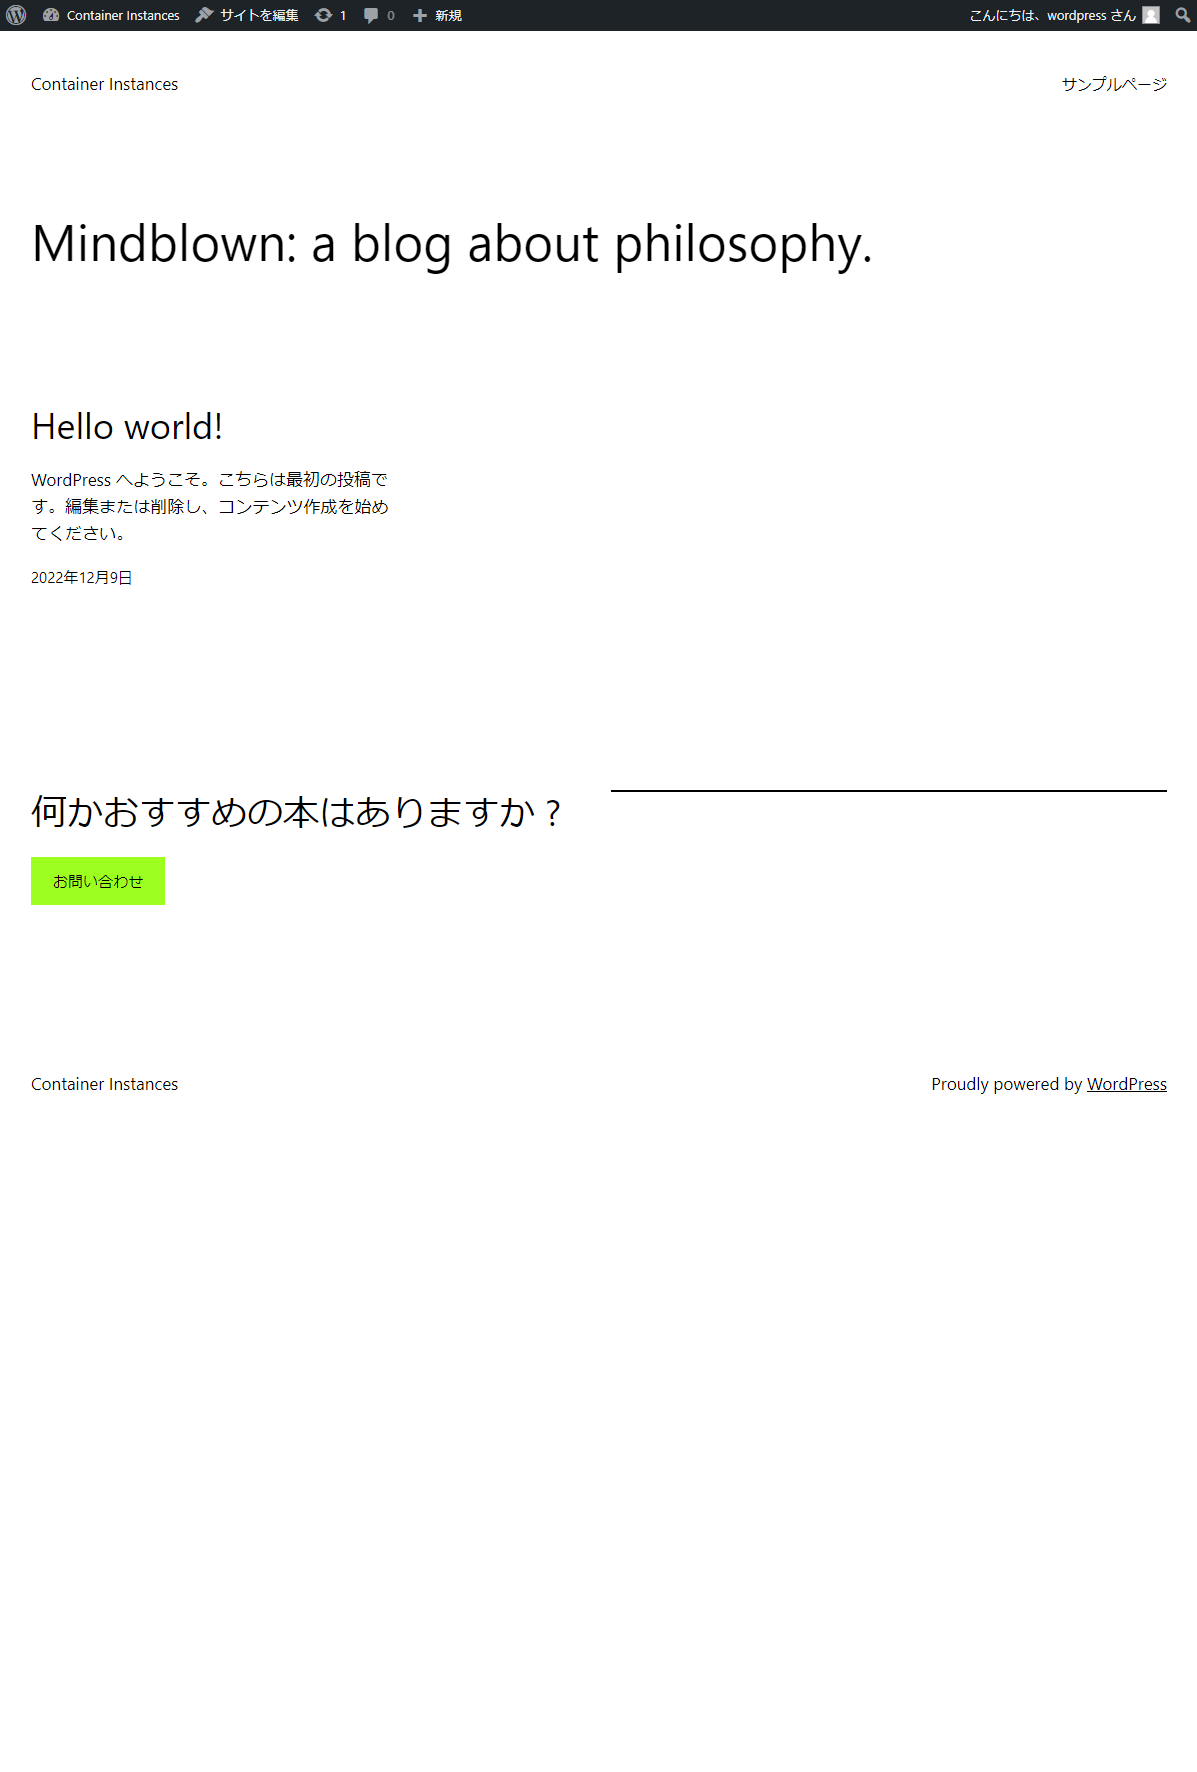 Container Instances サイトを編集 1 0 新規 こんにちは、wordpress さん
Container Instances サンプルページ
Mindblown: a blog about philosophy.
Hello world!
WordPress へようこそ。こちらは最初の投稿で
す。編集または削除し、コンテンツ作成を始め
てください。
2022年12月9日
何かおすすめの本はありますか ?
お問い合わせ
Container Instances Proudly powered by WordPress